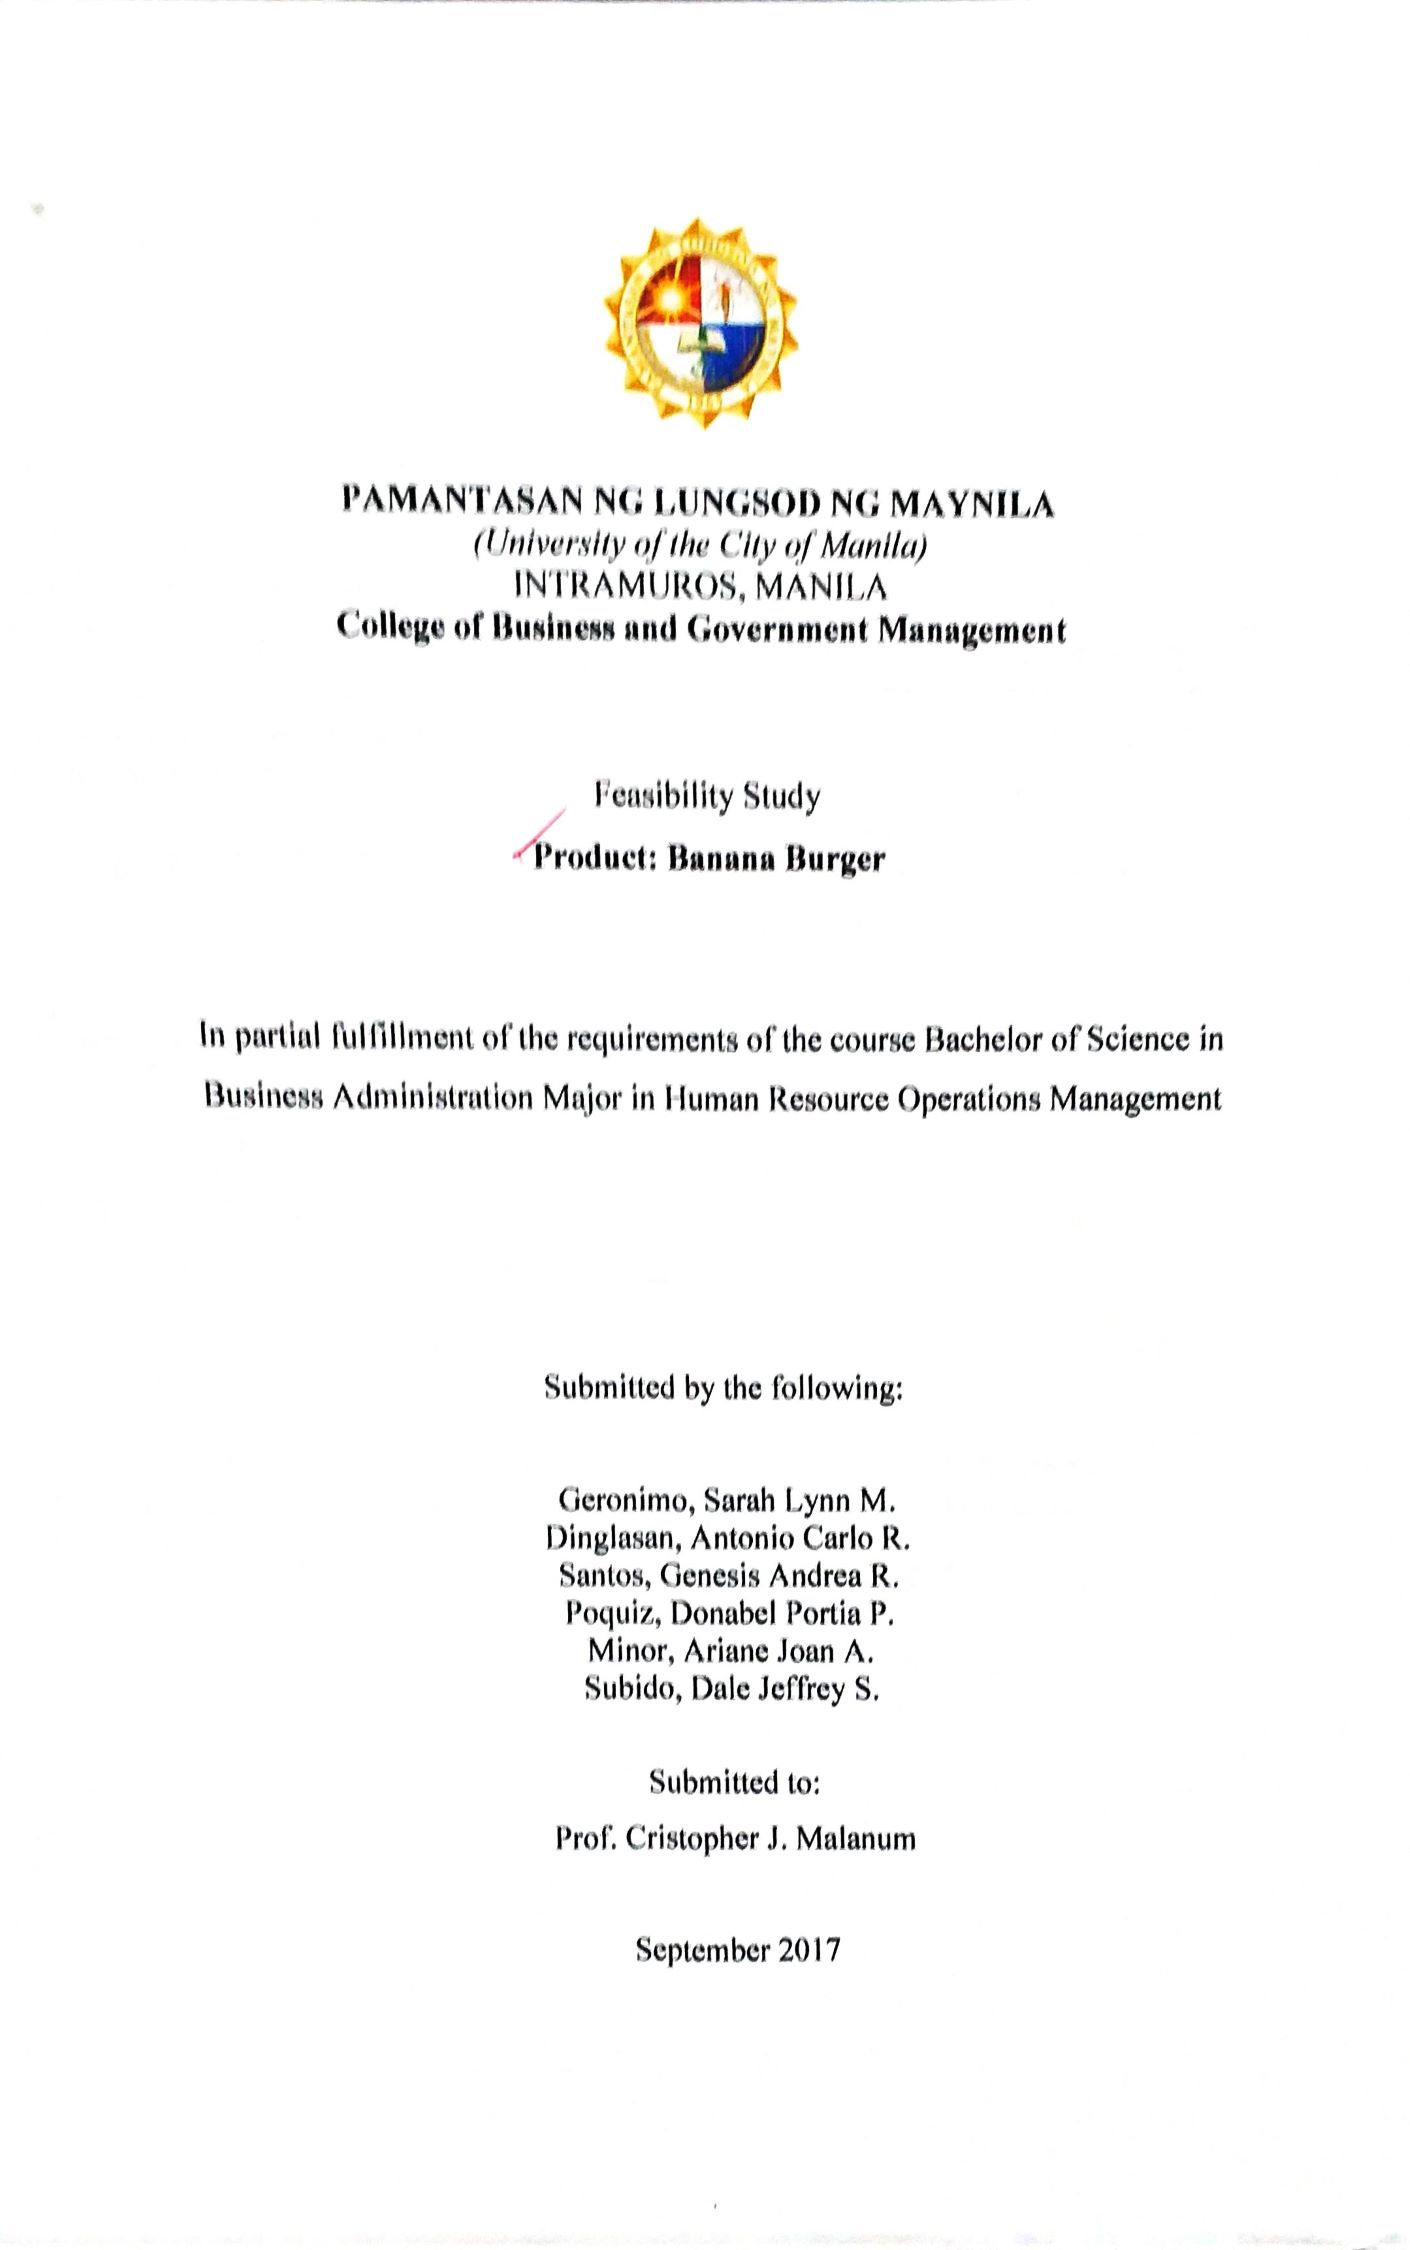 PAMANTASAN NG LUNGSOD NG MAYNILA
(University of the City of Manila)
INTRAMUROS, MANILA
College of Business and Government Management
Feasibility Study
Product: Banana Burger
In partial fulfillment of the requirements of the course Bachelor of Science in
Business Administration Major in Human Resource Operations Management
Submitted by the following:
Geronimo, Sarah Lynn M.
Dinglasan, Antonio Carlo R.
Santos, Genesis Andrea R.
Poquiz, Donabel Portia P.
Minor, Ariane Joan A.
Subido, Dale Jeffrey S.
Submitted to:
Prof. Cristopher J. Malanum
September 2017